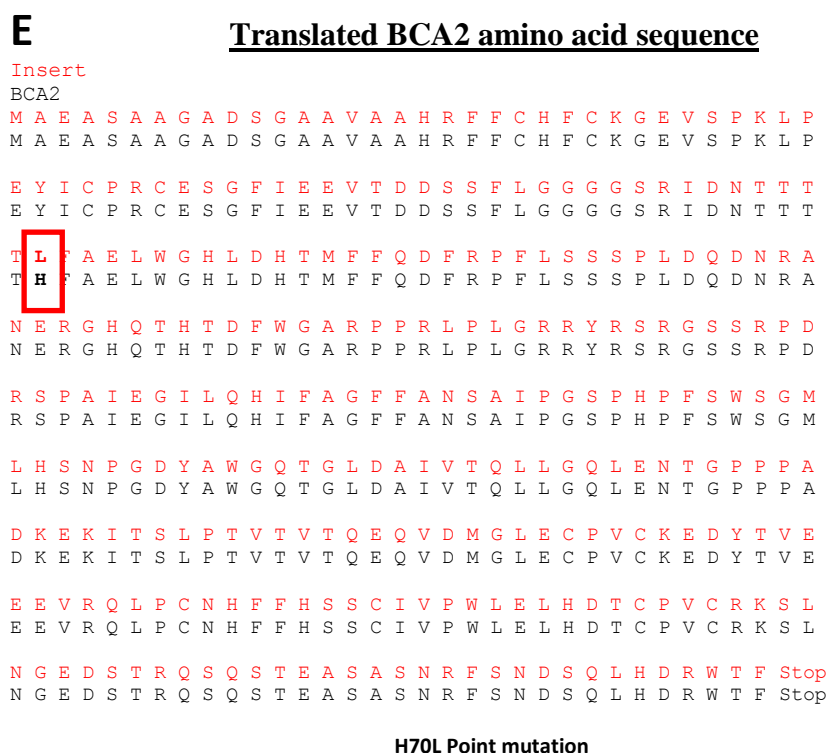 E
Translated BCA2 amino acid sequence
Insert
BCA2
M A E A S A A G A D S G A A V A A H R F F C H F C K G E V S P K L P
M A E A S A A G A D S G A A V A A H R F F C H F C K G E V S P K L P
E Y I C P R C E S G F I E E V T D D S S F L G G G G S R I D N T T T
E Y I C P R C E S G F I E E V T D D S S F L G G G G S R I D N T T T
T L F A E L W G H L D H T M F F Q D F R P F L S S S P L D Q D N R A
T H F A E L W G H L D H T M F F Q D F R P F L S S S P L D Q D N R A
N E R G H Q T H T D F W G A R P P R L P L G R R Y R S R G S S R P D
N E R G H Q T H T D F W G A R P P R L P L G R R Y R S R G S S R P D
R S P A I E G I L Q H I F A G F F A N S A I P G S P H P F S W S G M
R S P A I E G I L Q H I F A G F F A N S A I P G S P H P F S W S G M
L H S N P G D Y A W G Q T G L D A I V T Q L L G Q L E N T G P P P A
L H S N P G D Y A W G Q T G L D A I V T Q L L G Q L E N T G P P P A
D K E K I T S L P T V T V T Q E Q V D M G L E C P V C K E D Y T V E
D K E K I T S L P T V T V T Q E Q V D M G L E C P V C K E D Y T V E
E E V R Q L P C N H F F H S S C I V P W L E L H D T C P V C R K S L
E E V R Q L P C N H F F H S S C I V P W L E L H D T C P V C R K S L
N G E D S T R Q S Q S T E A S A S N R F S N D S Q L H D R W T F Stop
N G E D S T R Q S Q S T E A S A S N R F S N D S Q L H D R W T F Stop
H70L Point mutation